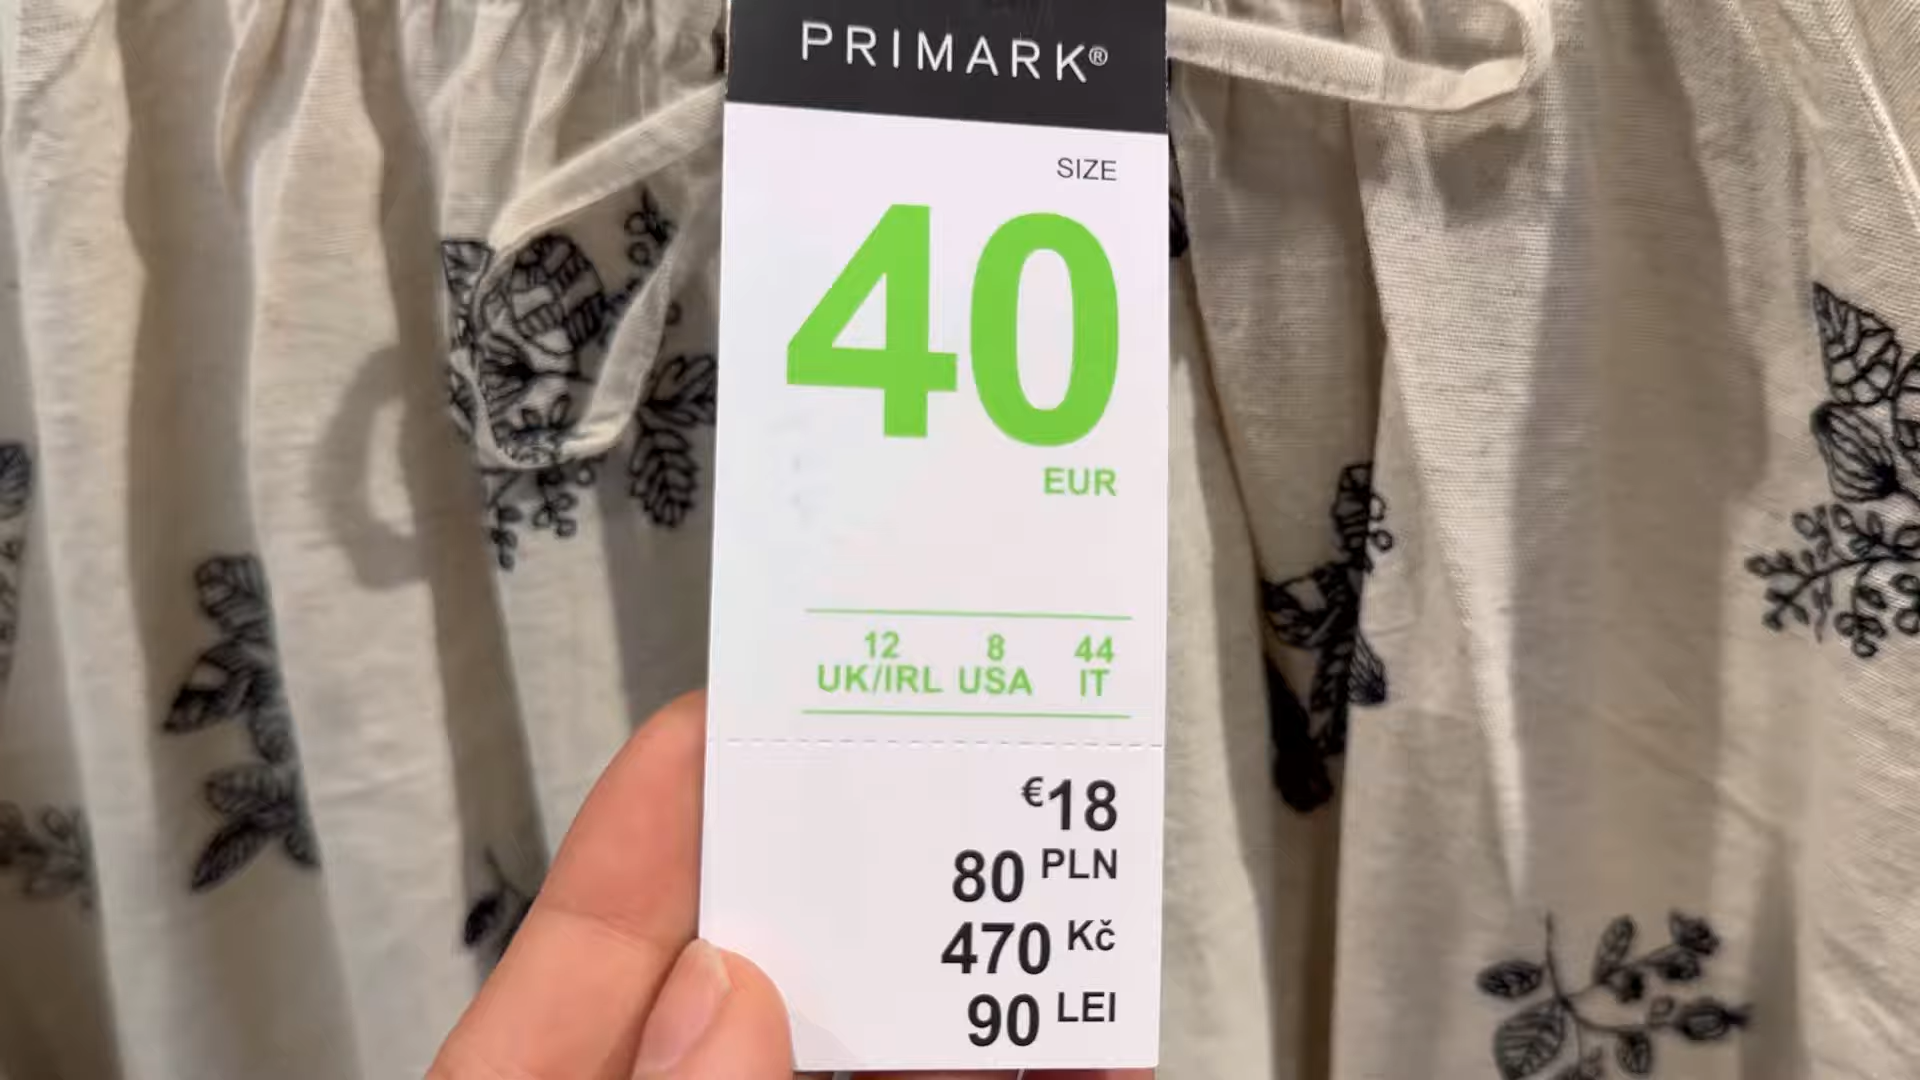 PRIMARK®
SIZE
40
EUR
12 8 44
UK/IRL USA IT
€18
80 PLN
470 Kč
90 LEI